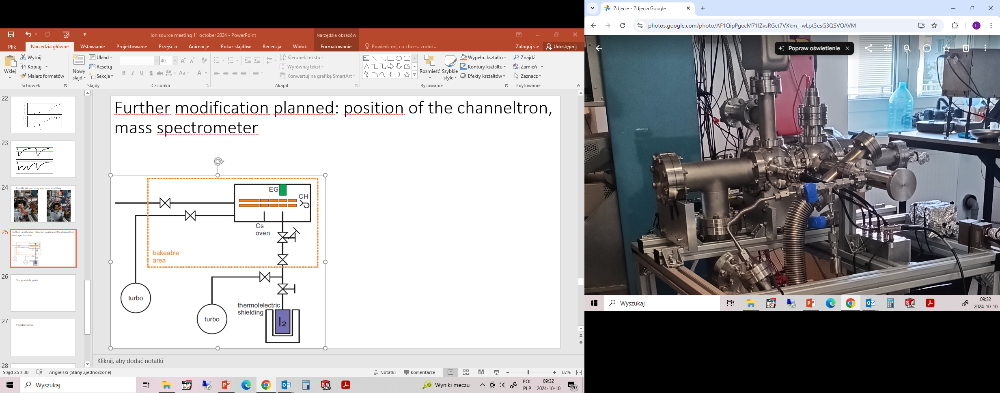 ion source meeting 11 october 2024 - PowerPoint
Narzędzia obrazów
Plik
Narzędzia główne
Wstawianie
Projektowanie
Przejścia
Animacje
Pokaz slajdów
Recenzja
Widok
Formatowanie
Powiedz mi, co chcesz zrobić...
Zaloguj się
Udostępnij
Wklej
Wytnij
Kopiuj
Malarz formatów
Schowek
Nowy
slajd
Układ
Resetuj
Sekcja
Slajdy
40
B I U S abc AV Aa A
Czcionka
Kierunek tekstu
Wyrównaj tekst
Konwertuj na grafikę SmartArt
Akapit
Rozmieść
Szybkie
style
Wypełn. kształtu
Kontury kształtu
Efekty kształtów
Rysowanie
Znajdź
Zamień
Zaznacz
Edytowanie
22
23
24
Modifications: stray electron shielding
25
Further modification planned: position of the channeltron,
mass spectrometer
26
Tranportable parts
27
Possible dates
28
Further modification planned: position of the channeltron,
mass spectrometer
EG
CH
Cs
oven
bakeable
area
turbo
turbo
thermolelectric
shielding
I₂
Kliknij, aby dodać notatki
Slajd 25 z 30
Angielski (Stany Zjednoczone)
Notatki
Komentarze
87%
Wyszukaj
Wyniki meczu
POL
PLP
09:32
2024-10-10
20
Zdjęcie - Zdjęcia Google
photos.google.com/photo/AF1QipPgecM71lZvsRGct7VXkm_-wLpt3esG3QSVOAVM
L
Popraw oświetlenie
Wyszukaj
09:32
2024-10-10